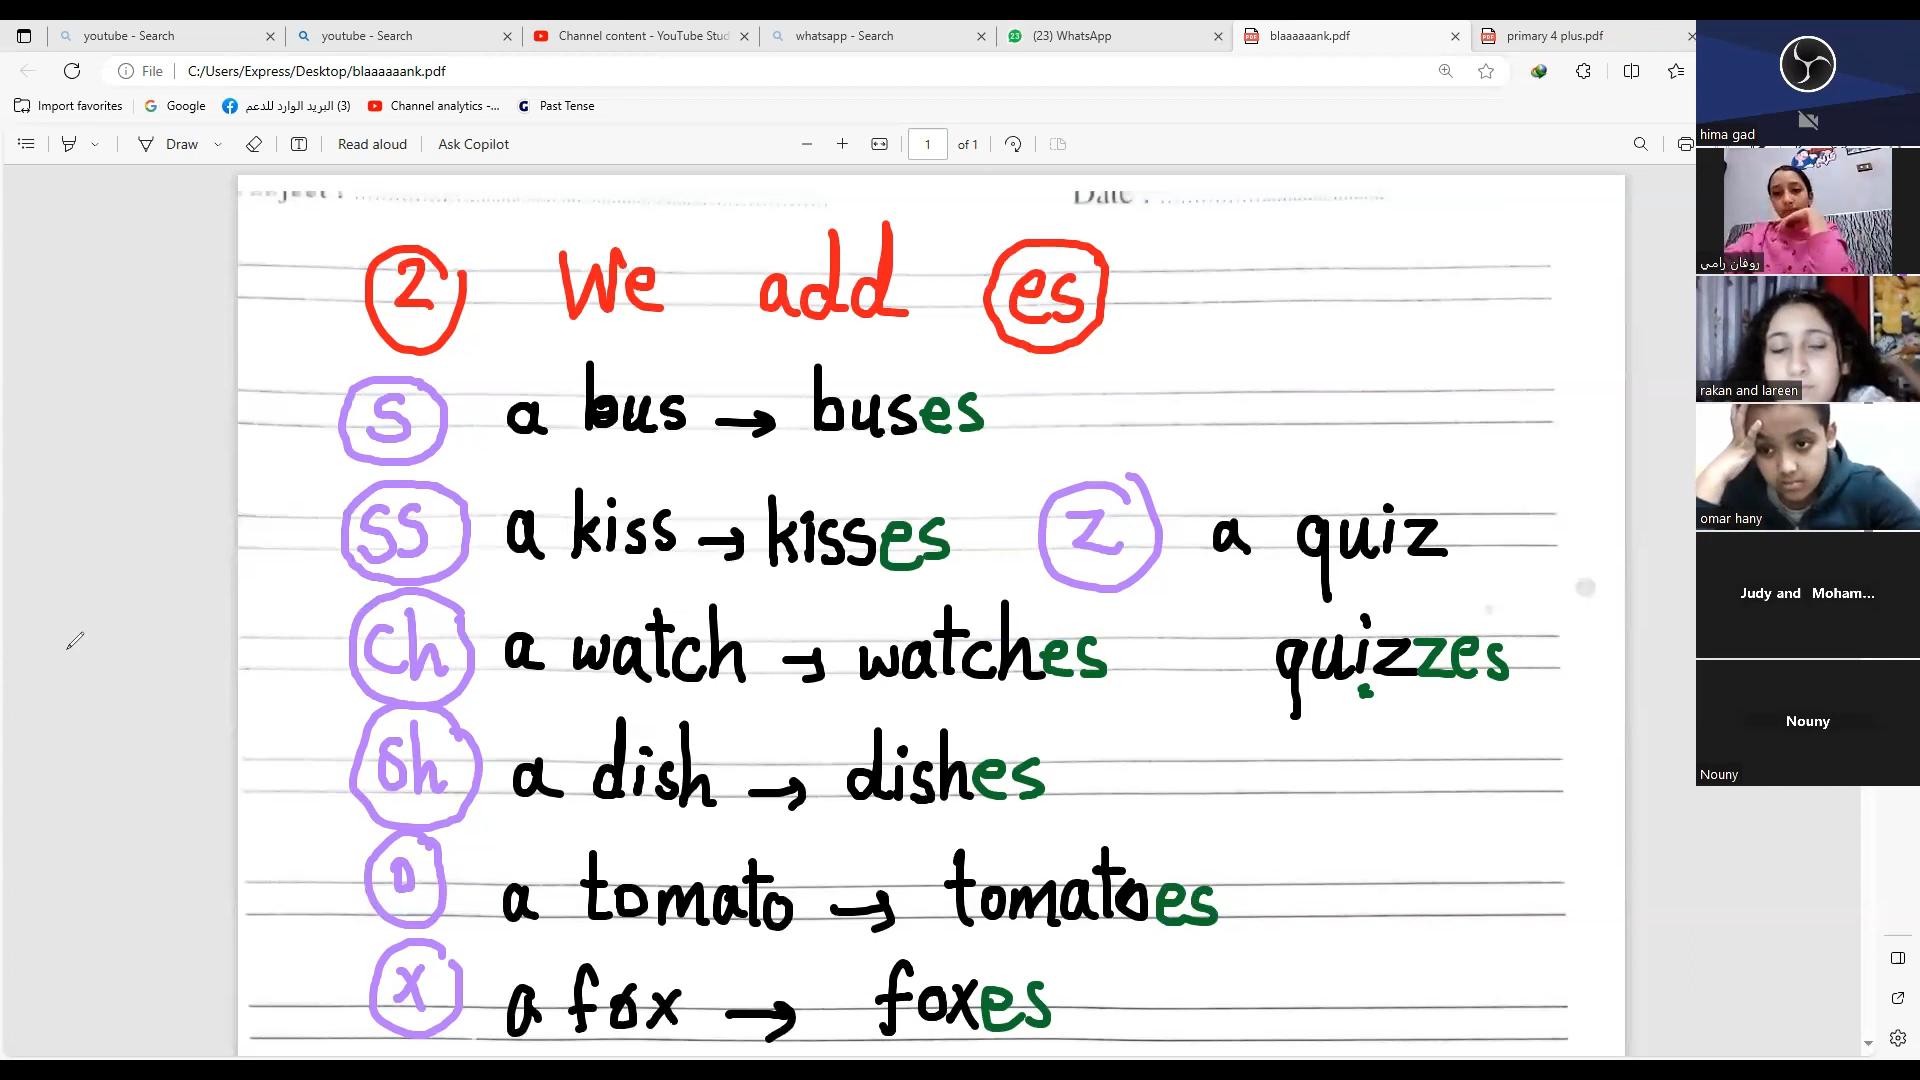 youtube - Search
youtube - Search
Channel content - YouTube Stud
whatsapp - Search
(23) WhatsApp
blaaaaaank.pdf
primary 4 plus.pdf
File
C:/Users/Express/Desktop/blaaaaaank.pdf
Import favorites
Google
(3) البريد الوارد للدعم
Channel analytics -...
Past Tense
Draw
Read aloud
Ask Copilot
1 of 1
Date :
2 We add es
S a bus → buses
SS a kiss → kisses
Z a quiz
Ch a watch → watches
quizzes
Sh a dish → dishes
O a tomato → tomatoes
X a fox → foxes
hima gad
روفان رامي
rakan and lareen
omar hany
Judy and Moham...
Nouny
Nouny